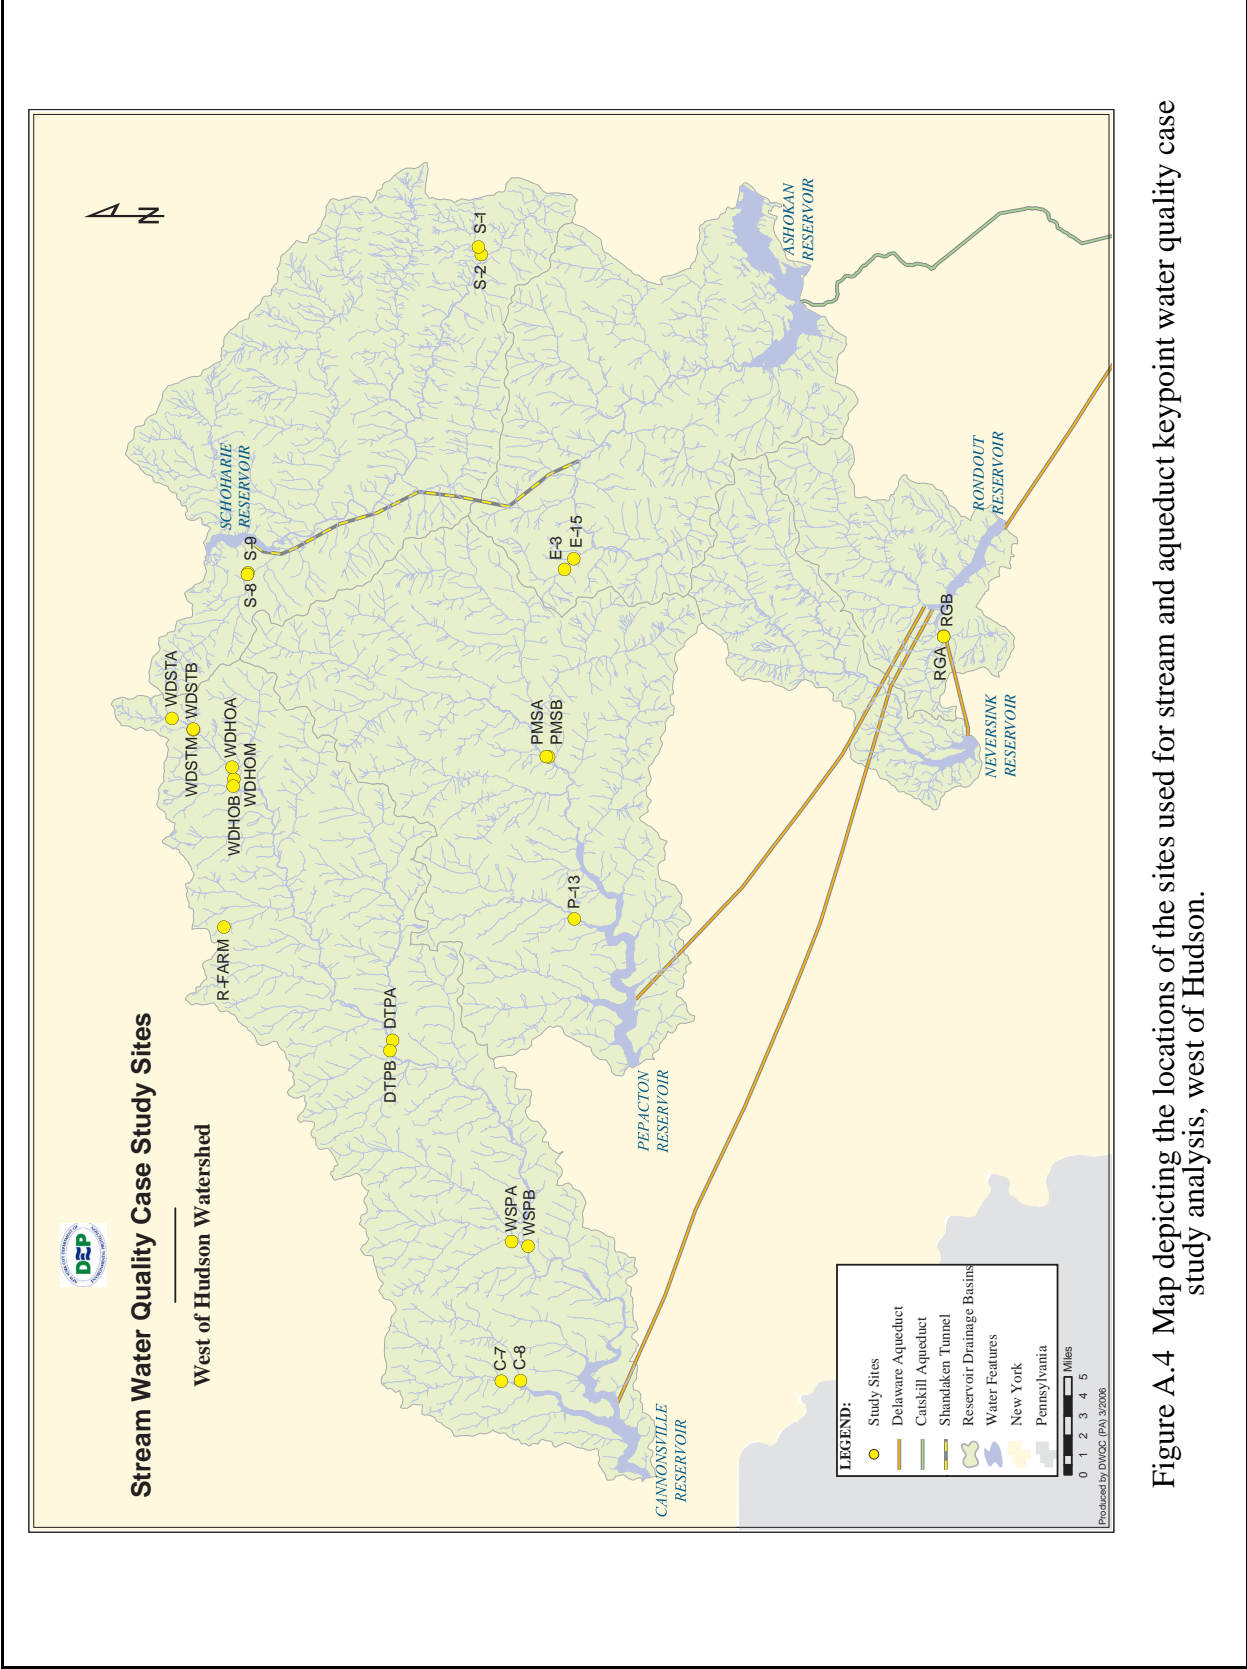 Stream Water Quality Case Study Sites
West of Hudson Watershed
DEP
N
SCHOHARIE
RESERVOIR
S-8
S-9
S-2
S-1
WDSTA
WDSTM
WDSTB
WDHOA
WDHOB
WDHOM
R-FARM
DTPB
DTPA
E-3
E-15
PMSA
PMSB
P-13
WSPA
WSPB
C-7
C-8
ASHOKAN
RESERVOIR
RONDOUT
RESERVOIR
RGA
RGB
NEVERSINK
RESERVOIR
PEPACTON
RESERVOIR
CANNONSVILLE
RESERVOIR
LEGEND:
Study Sites
Delaware Aqueduct
Catskill Aqueduct
Shandaken Tunnel
Reservoir Drainage Basins
Water Features
New York
Pennsylvania
Miles
0 1 2 3 4 5
Produced by DWQC (PA) 3/2006
Figure A.4 Map depicting the locations of the sites used for stream and aqueduct keypoint water quality case
study analysis, west of Hudson.